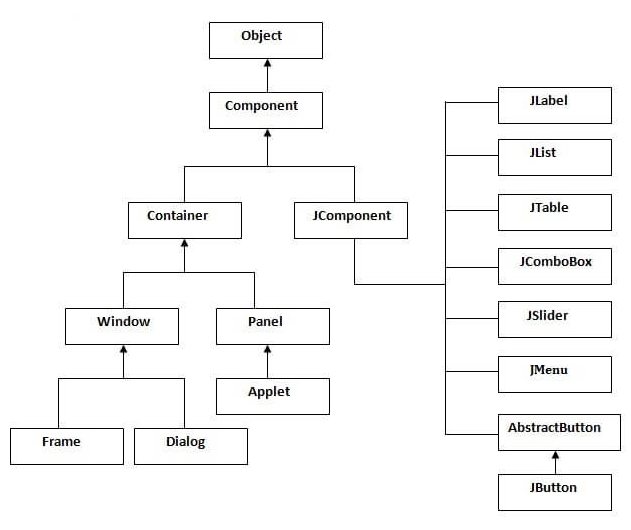 Object
Component
Container
JComponent
Window
Panel
Applet
Frame
Dialog
JLabel
JList
JTable
JComboBox
JSlider
JMenu
AbstractButton
JButton